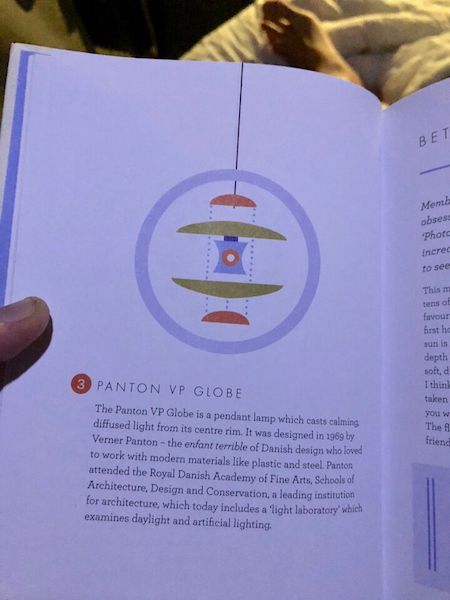 3 PANTON VP GLOBE
The Panton VP Globe is a pendant lamp which casts calming,
diffused light from its centre rim. It was designed in 1969 by
Verner Panton – the enfant terrible of Danish design who loved
to work with modern materials like plastic and steel. Panton
attended the Royal Danish Academy of Fine Arts, Schools of
Architecture, Design and Conservation, a leading institution
for architecture, which today includes a 'light laboratory' which
examines daylight and artificial lighting.
BET
Memb
obses
'Photo
incre
to see
This m
tens of
favour
first ho
sun is
depth
soft, d
I think
taken
you w
The fl
friend